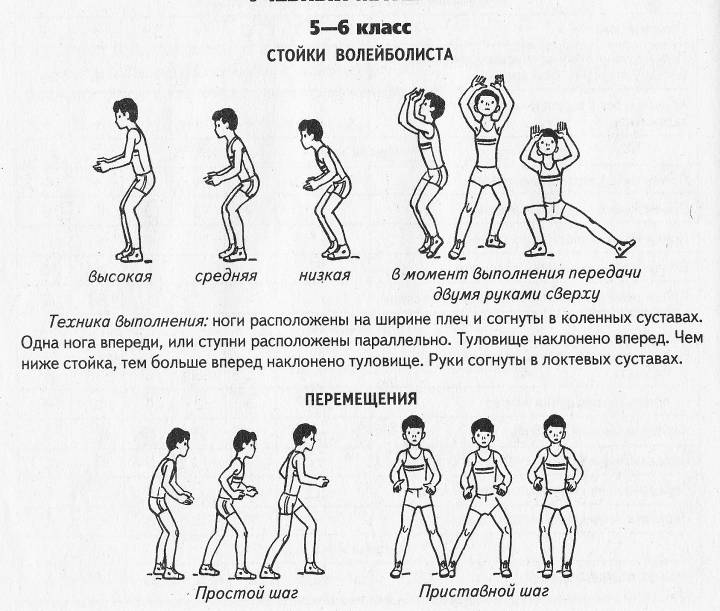 5—6 класс
СТОЙКИ ВОЛЕЙБОЛИСТА
высокая средняя низкая в момент выполнения передачи
двумя руками сверху
Техника выполнения: ноги расположены на ширине плеч и согнуты в коленных суставах.
Одна нога впереди, или ступни расположены параллельно. Туловище наклонено вперед. Чем
ниже стойка, тем больше вперед наклонено туловище. Руки согнуты в локтевых суставах.
ПЕРЕМЕЩЕНИЯ
Простой шаг Приставной шаг